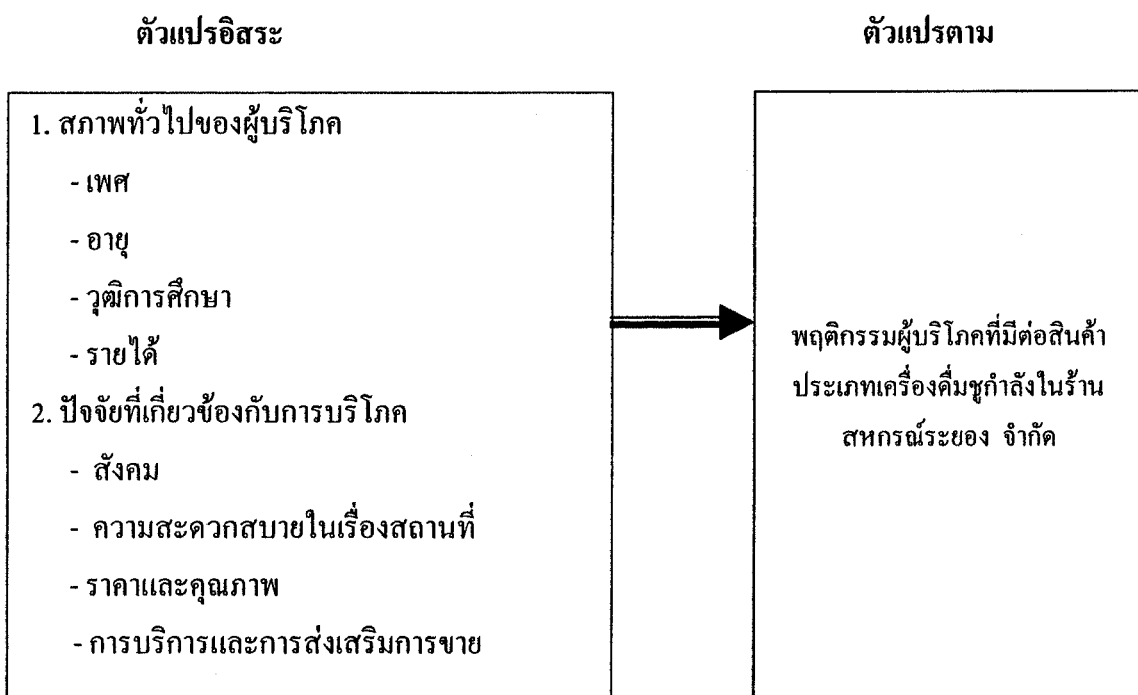 ตัวแปรอิสระ
ตัวแปรตาม
1. สภาพทั่วไปของผู้บริโภค
- เพศ
- อายุ
- วุฒิการศึกษา
- รายได้
2. ปัจจัยที่เกี่ยวข้องกับการบริโภค
- สังคม
- ความสะดวกสบายในเรื่องสถานที่
- ราคาและคุณภาพ
- การบริการและการส่งเสริมการขาย
พฤติกรรมผู้บริโภคที่มีต่อสินค้า
ประเภทเครื่องดื่มชูกำลังในร้าน
สหกรณ์ระยอง จำกัด